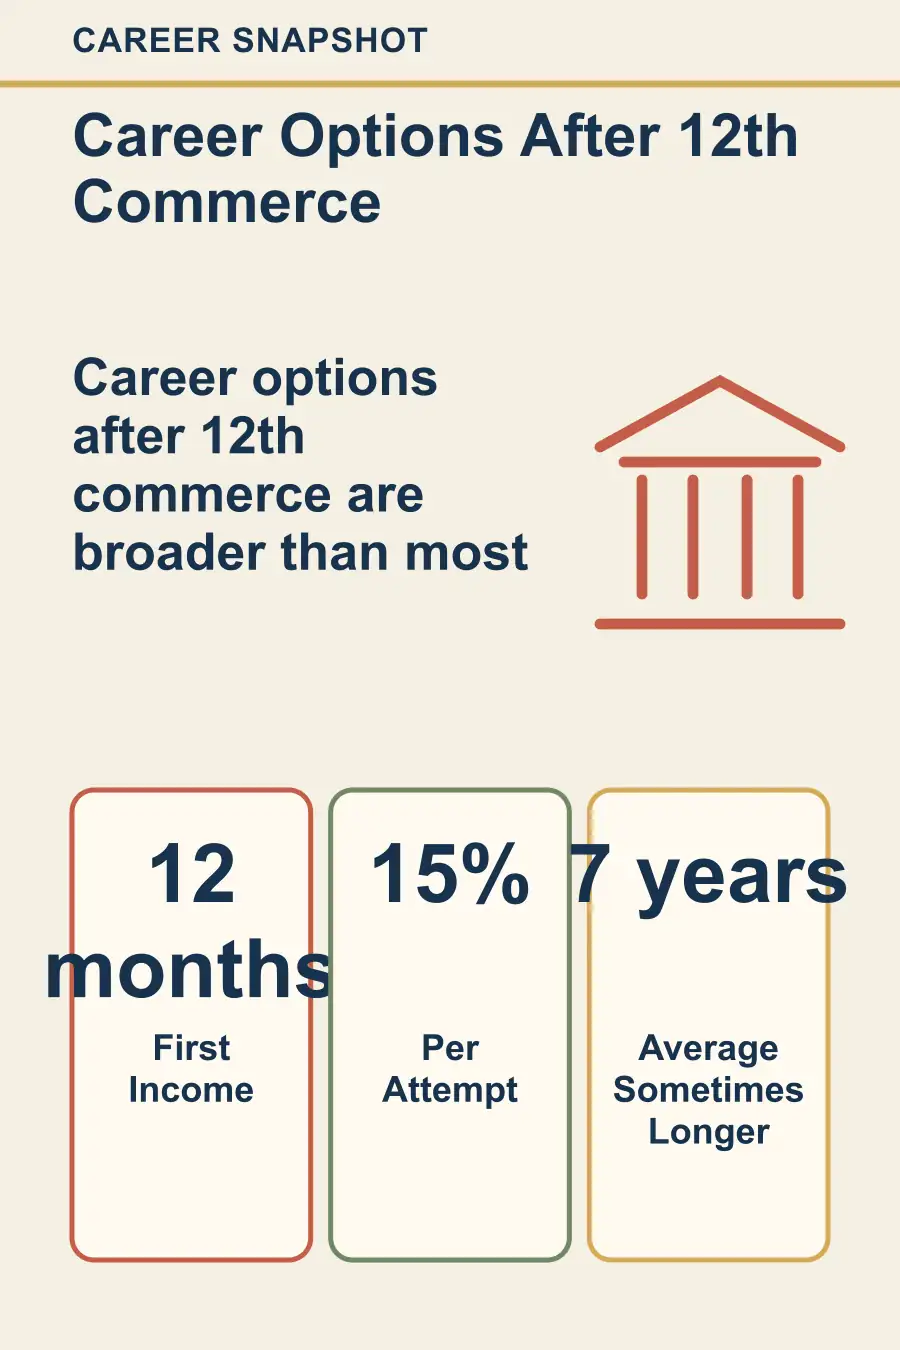 CAREER SNAPSHOT
Career Options After 12th
Commerce
Career options
after 12th
commerce are
broader than most
12
months
First
Income
15%
Per
Attempt
7 years
Average
Sometimes
Longer